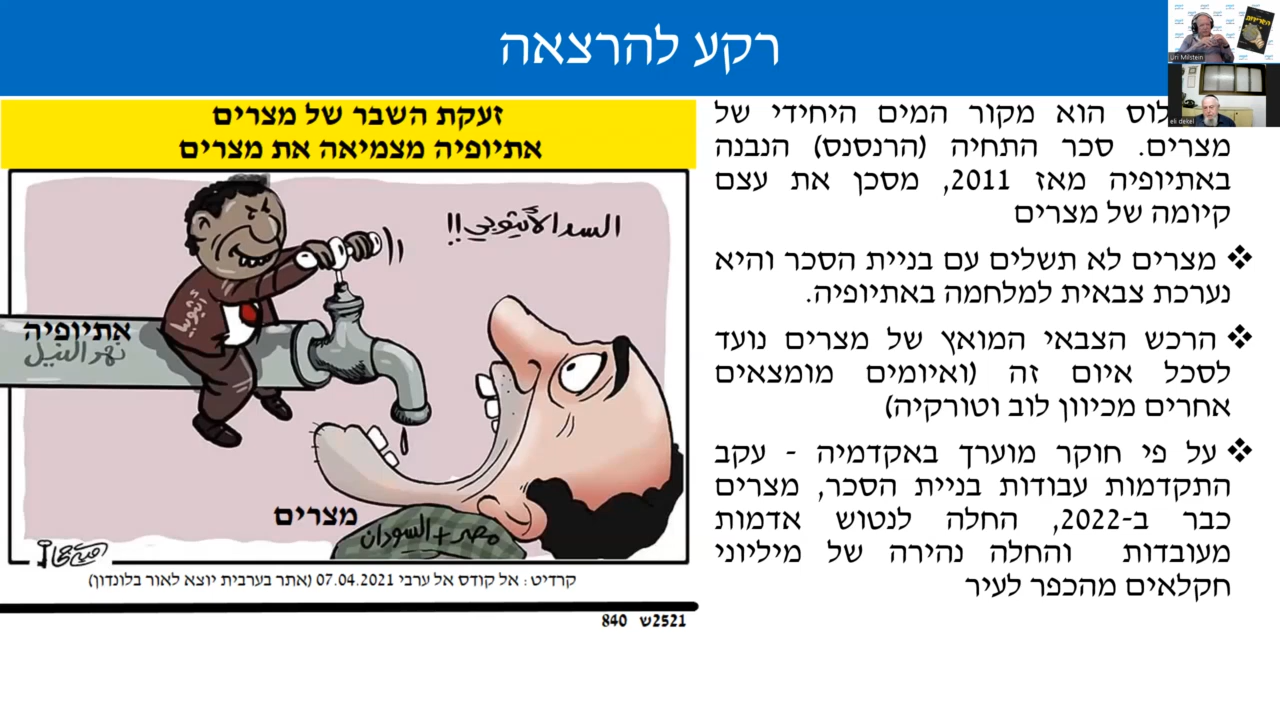 רקע להרצאה
Uri Milstein
eli dekel
לוס הוא מקור המים היחידי של
מצרים. סכר התחיה (הרנסנס) הנבנה
באתיופיה מאז 2011, מסכן את עצם
קיומה של מצרים
❖ מצרים לא תשלים עם בניית הסכר והיא
נערכת צבאית למלחמה באתיופיה.
❖ הרכש הצבאי המואץ של מצרים נועד
לסכל איום זה (ואיומים מומצאים
אחרים מכיוון לוב וטורקיה)
❖ על פי חוקר מוערך באקדמיה - עקב
התקדמות עבודות בניית הסכר, מצרים
כבר ב-2022, החלה לנטוש אדמות
מעובדות והחלה נהירה של מיליוני
חקלאים מהכפר לעיר
זעקת השבר של מצרים
אתיופיה מצמיאה את מצרים
السد الأثيوبي!!
أثيوبيا
אתיופיה
نهر النيل
מצרים
مصر + السودان
קרדיט : אל קודס אל ערבי 07.04.2021 (אתר בערבית יוצא לאור בלונדון)
2521ש 840